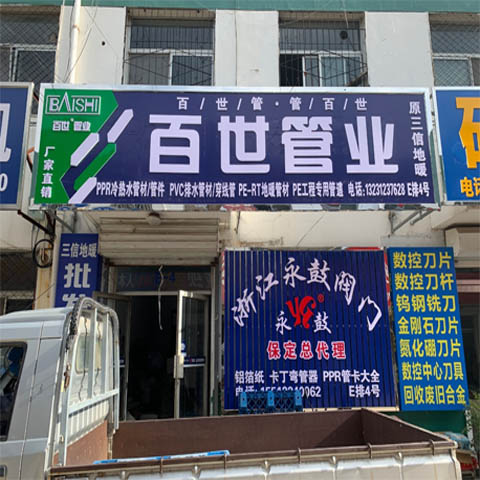 BAISHI
百世 管业
厂家直销
百/世/管·管/百/世
百世管业
原三信地暖
PPR冷热水管材/管件 PVC排水管材/穿线管 PE-RT地暖管材 PE工程专用管道 电话:13231237628 E排4号
电话
三信地暖
批
浙江永鼓阀门
永 鼓
保定总代理
铝箔纸 卡丁弯管器 PPR管卡大全
E排4号
数控刀片
数控刀杆
钨钢铣刀
金刚石刀片
氮化硼刀片
数控中心刀具
回收废旧合金